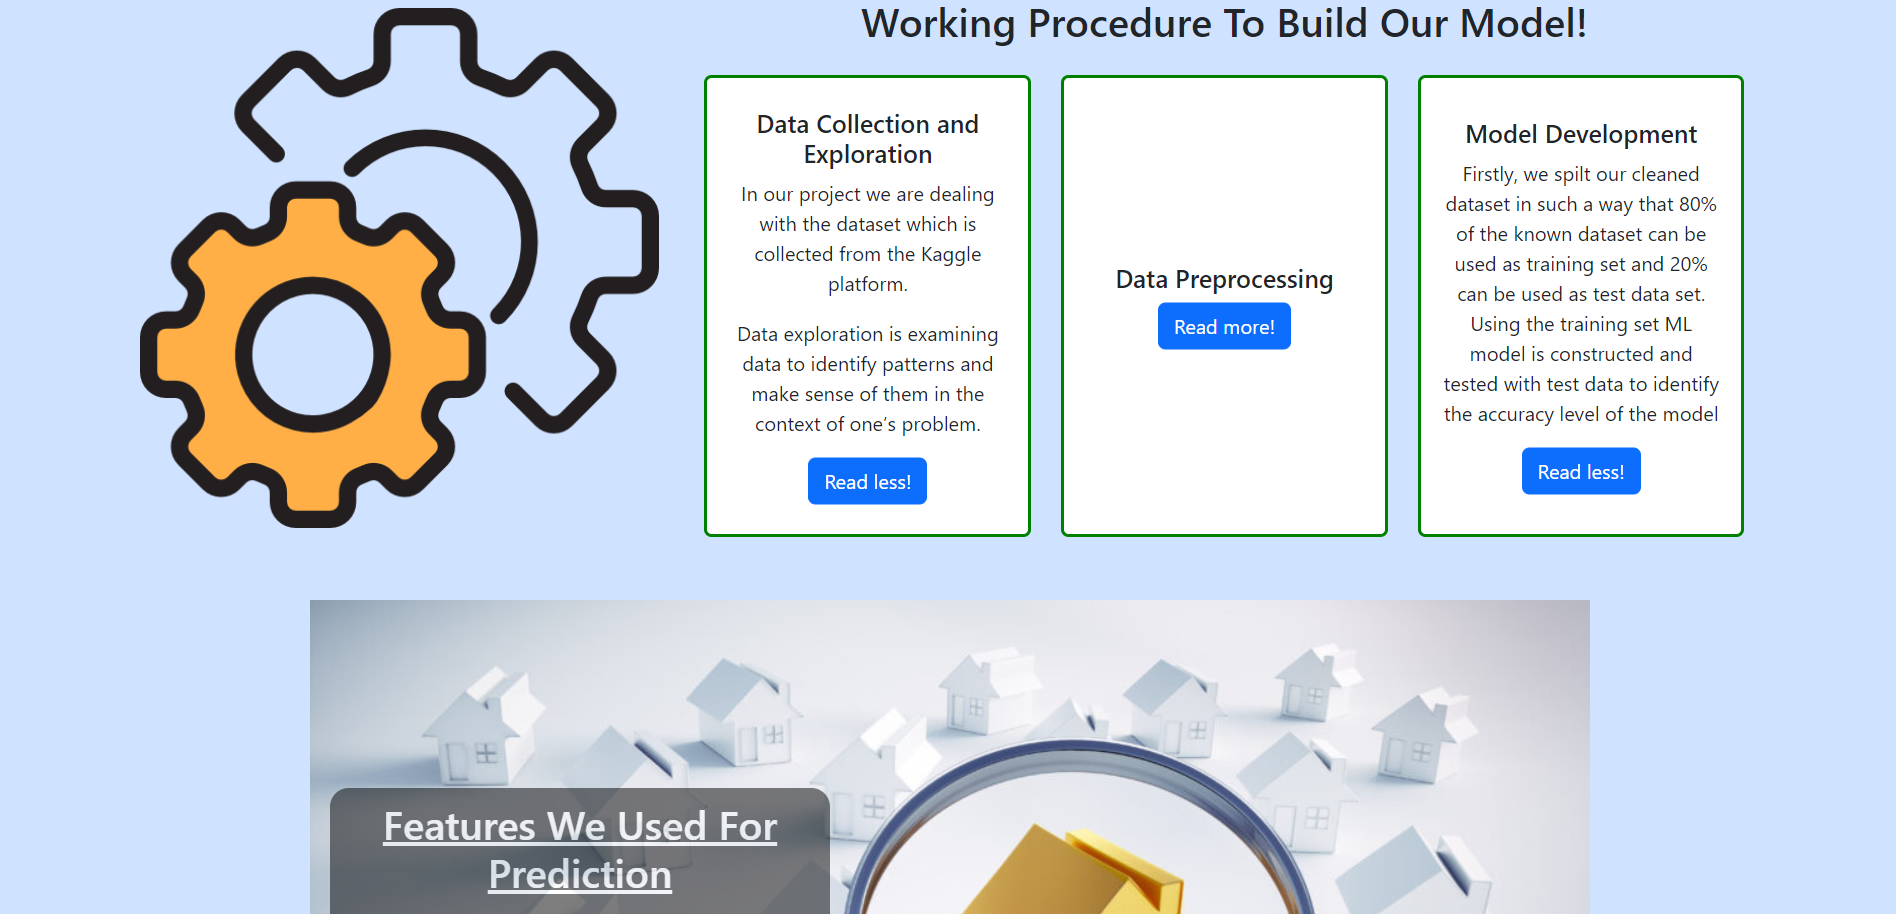 Working Procedure To Build Our Model!
Data Collection and
Exploration
In our project we are dealing
with the dataset which is
collected from the Kaggle
platform.
Data exploration is examining
data to identify patterns and
make sense of them in the
context of one’s problem.
Read less!
Data Preprocessing
Read more!
Model Development
Firstly, we spilt our cleaned
dataset in such a way that 80%
of the known dataset can be
used as training set and 20%
can be used as test data set.
Using the training set ML
model is constructed and
tested with test data to identify
the accuracy level of the model
Read less!
Features We Used For
Prediction